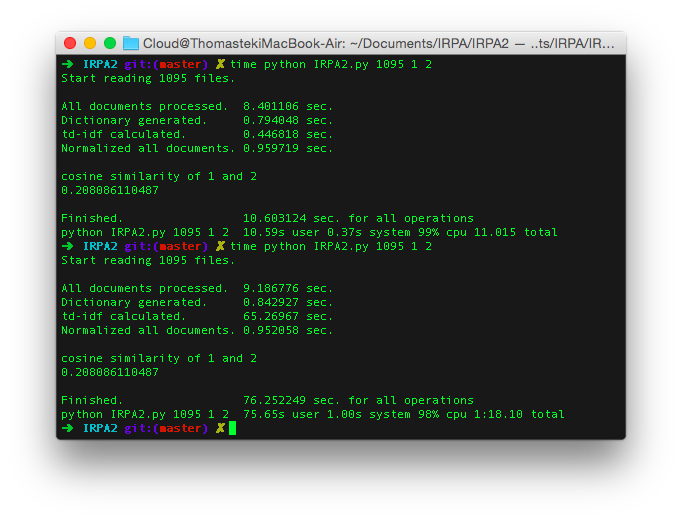 Cloud@ThomastekiMacBook-Air: ~/Documents/IRPA/IRPA2 — ..ts/IRPA/IR…
➜ IRPA2 git:(master) ✗ time python IRPA2.py 1095 1 2
Start reading 1095 files.
All documents processed. 8.401106 sec.
Dictionary generated. 0.794048 sec.
td-idf calculated. 0.446818 sec.
Normalized all documents. 0.959719 sec.
cosine similarity of 1 and 2
0.208086110487
Finished. 10.603124 sec. for all operations
python IRPA2.py 1095 1 2 10.59s user 0.37s system 99% cpu 11.015 total
➜ IRPA2 git:(master) ✗ time python IRPA2.py 1095 1 2
Start reading 1095 files.
All documents processed. 9.186776 sec.
Dictionary generated. 0.842927 sec.
td-idf calculated. 65.26967 sec.
Normalized all documents. 0.952058 sec.
cosine similarity of 1 and 2
0.208086110487
Finished. 76.252249 sec. for all operations
python IRPA2.py 1095 1 2 75.65s user 1.00s system 98% cpu 1:18.10 total
➜ IRPA2 git:(master) ✗